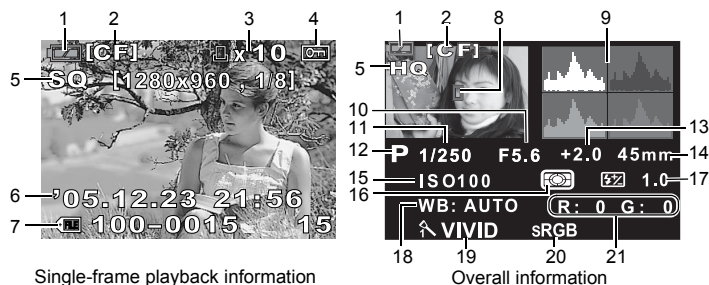 1 2 3 4
[CF] x10
5 SQ [1280x960 , 1/8]
6 '05.12.23 21:56
7 FILE 100-0015 15
Single-frame playback information
1 2 8 9
[CF]
5 HQ
10
11 13
12 P 1/250 F5.6 +2.0 45mm 14
15 ISO100 1.0 17
16
WB: AUTO R: 0 G: 0
VIVID sRGB
18 19 20 21
Overall information